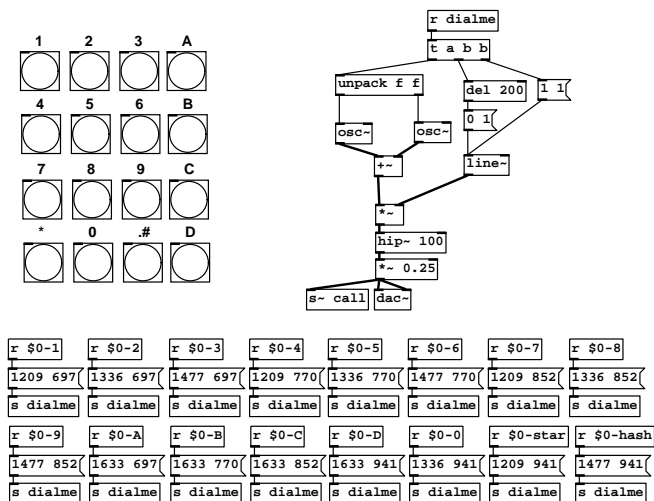 1 2 3 A
4 5 6 B
7 8 9 C
* 0 .# D
r dialme
t a b b
unpack f f
del 200
1 1
0 1
osc~ osc~
+~
line~
*~
hip~ 100
*~ 0.25
s~ call dac~
r $0-1 r $0-2 r $0-3 r $0-4 r $0-5 r $0-6 r $0-7 r $0-8
1209 697 1336 697 1477 697 1209 770 1336 770 1477 770 1209 852 1336 852
s dialme s dialme s dialme s dialme s dialme s dialme s dialme s dialme
r $0-9 r $0-A r $0-B r $0-C r $0-D r $0-0 r $0-star r $0-hash
1477 852 1633 697 1633 770 1633 852 1633 941 1336 941 1209 941 1477 941
s dialme s dialme s dialme s dialme s dialme s dialme s dialme s dialme